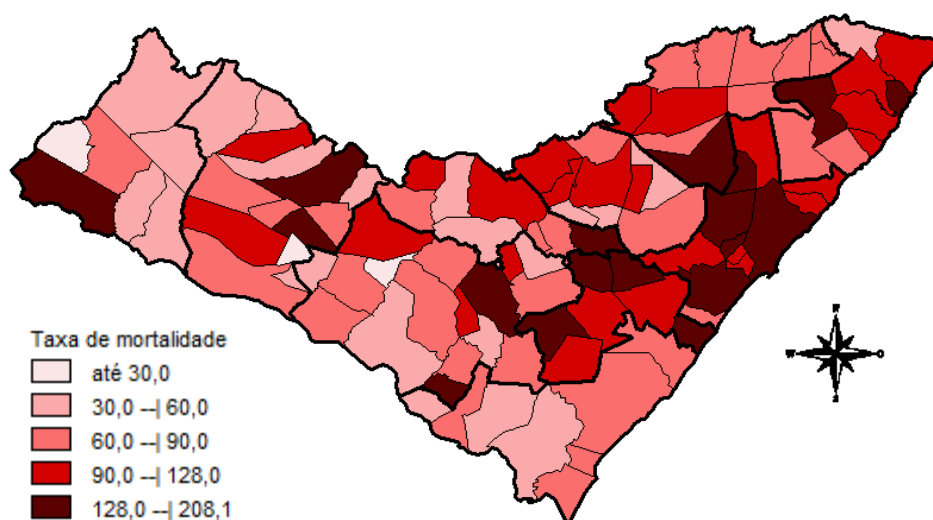 Taxa de mortalidade
até 30,0
30,0 --| 60,0
60,0 --| 90,0
90,0 --| 128,0
128,0 --| 208,1
W
O